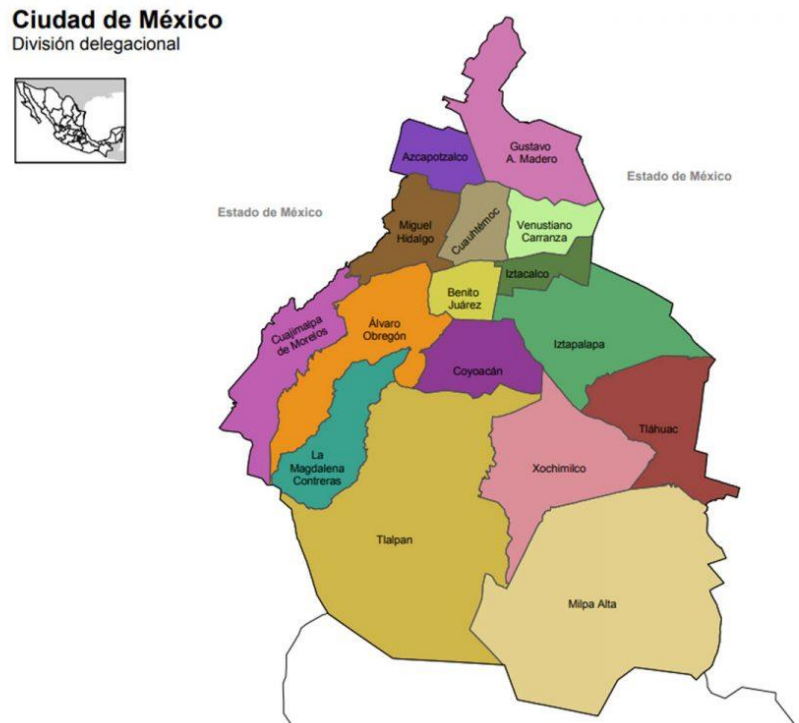 Ciudad de México
División delegacional
Gustavo
A. Madero
Azcapotzalco
Estado de México
Estado de México
Miguel
Hidalgo
Cuauhtémoc
Venustiano
Carranza
Iztacalco
Benito
Juárez
Cuajimalpa
de Morelos
Álvaro
Obregón
Iztapalapa
Coyoacán
Tláhuac
La
Magdalena
Contreras
Xochimilco
Tlalpan
Milpa Alta